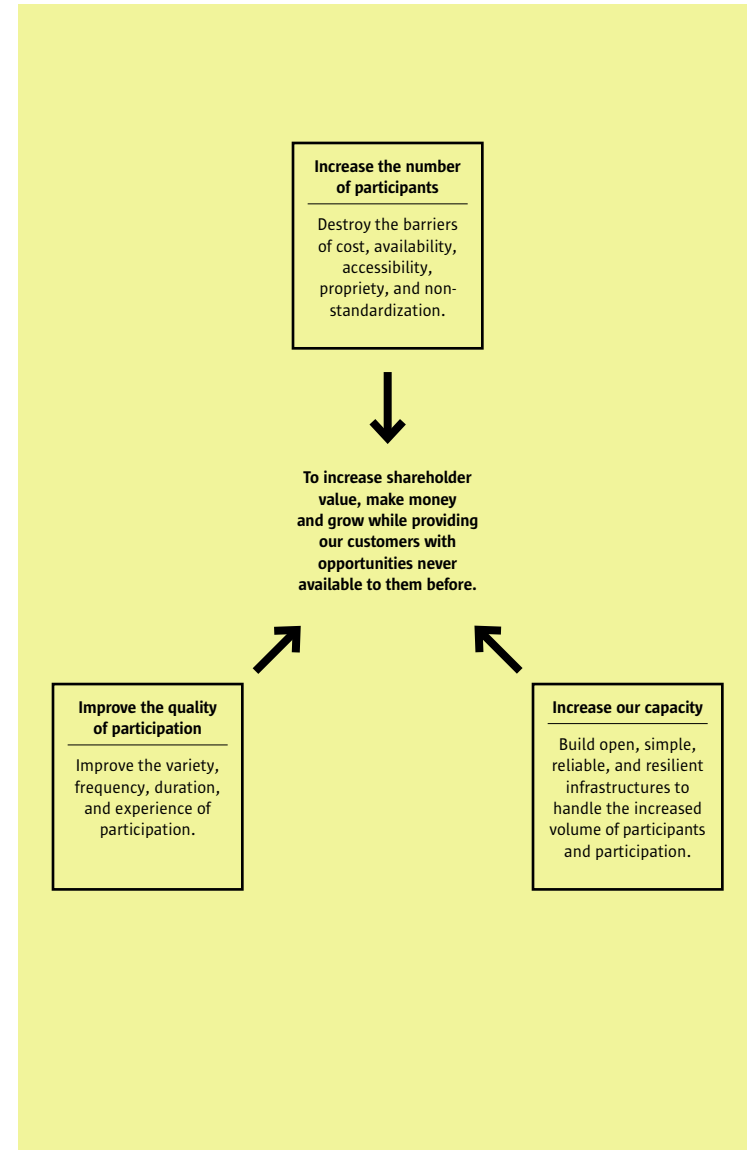 Increase the number
of participants
Destroy the barriers
of cost, availability,
accessibility,
propriety, and non-
standardization.
To increase shareholder
value, make money
and grow while providing
our customers with
opportunities never
available to them before.
Improve the quality
of participation
Improve the variety,
frequency, duration,
and experience of
participation.
Increase our capacity
Build open, simple,
reliable, and resilient
infrastructures to
handle the increased
volume of participants
and participation.